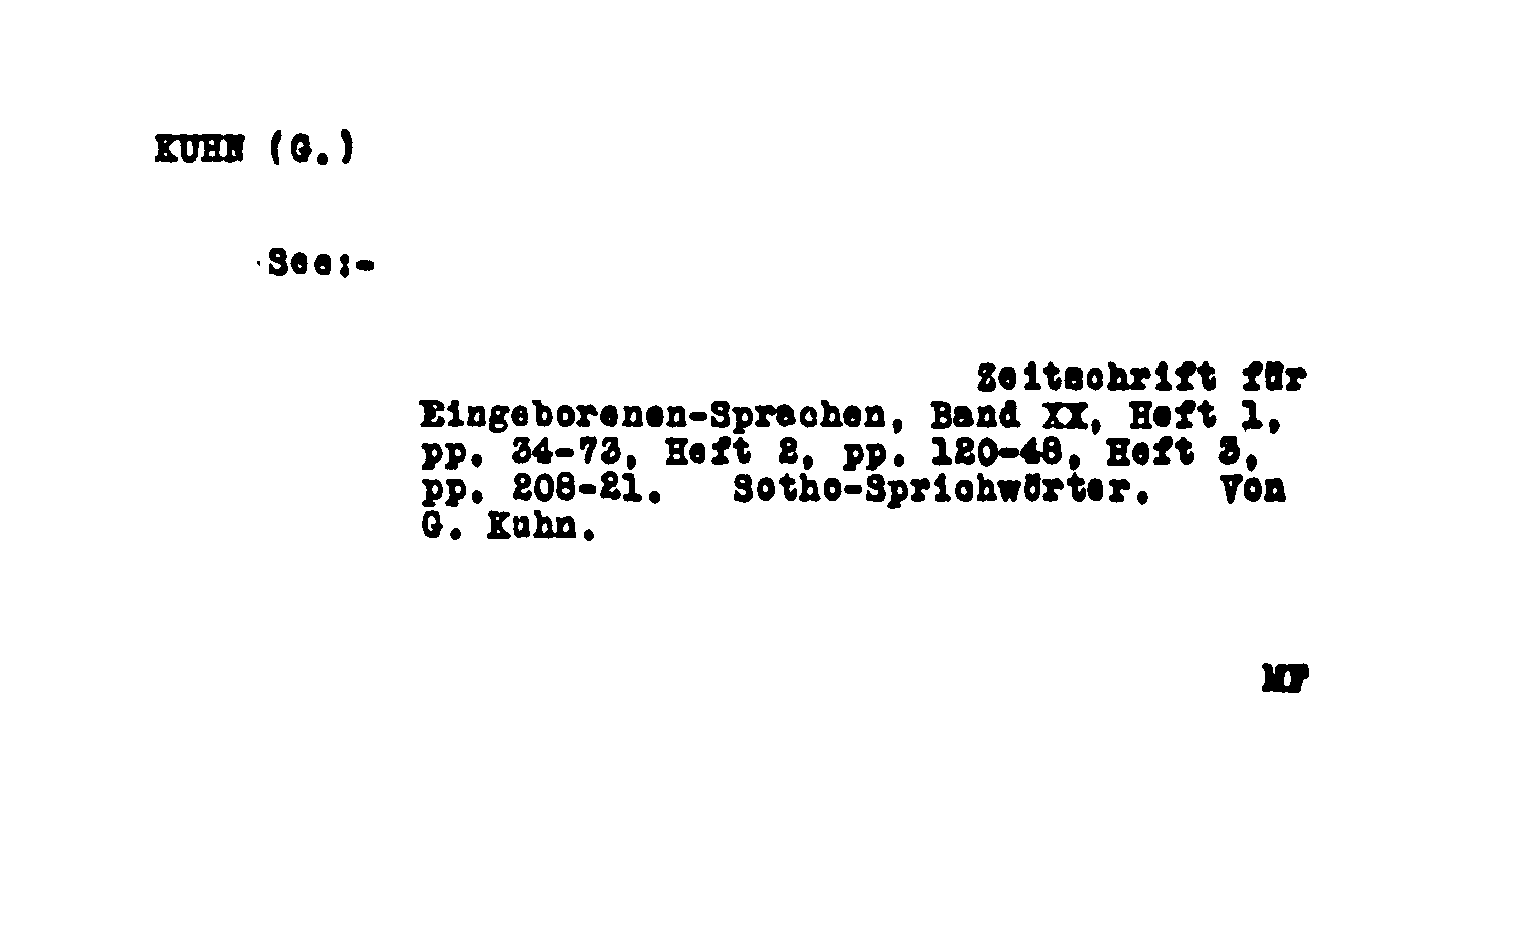 KUHN (G.)
See:-
Zeitschrift für
Eingeborenen-Sprachen, Band XX, Heft 1,
pp. 34-73, Heft 2, pp. 120-48, Heft 3,
pp. 208-21. Sotho-Sprichwörter. Von
G. Kuhn.
MF